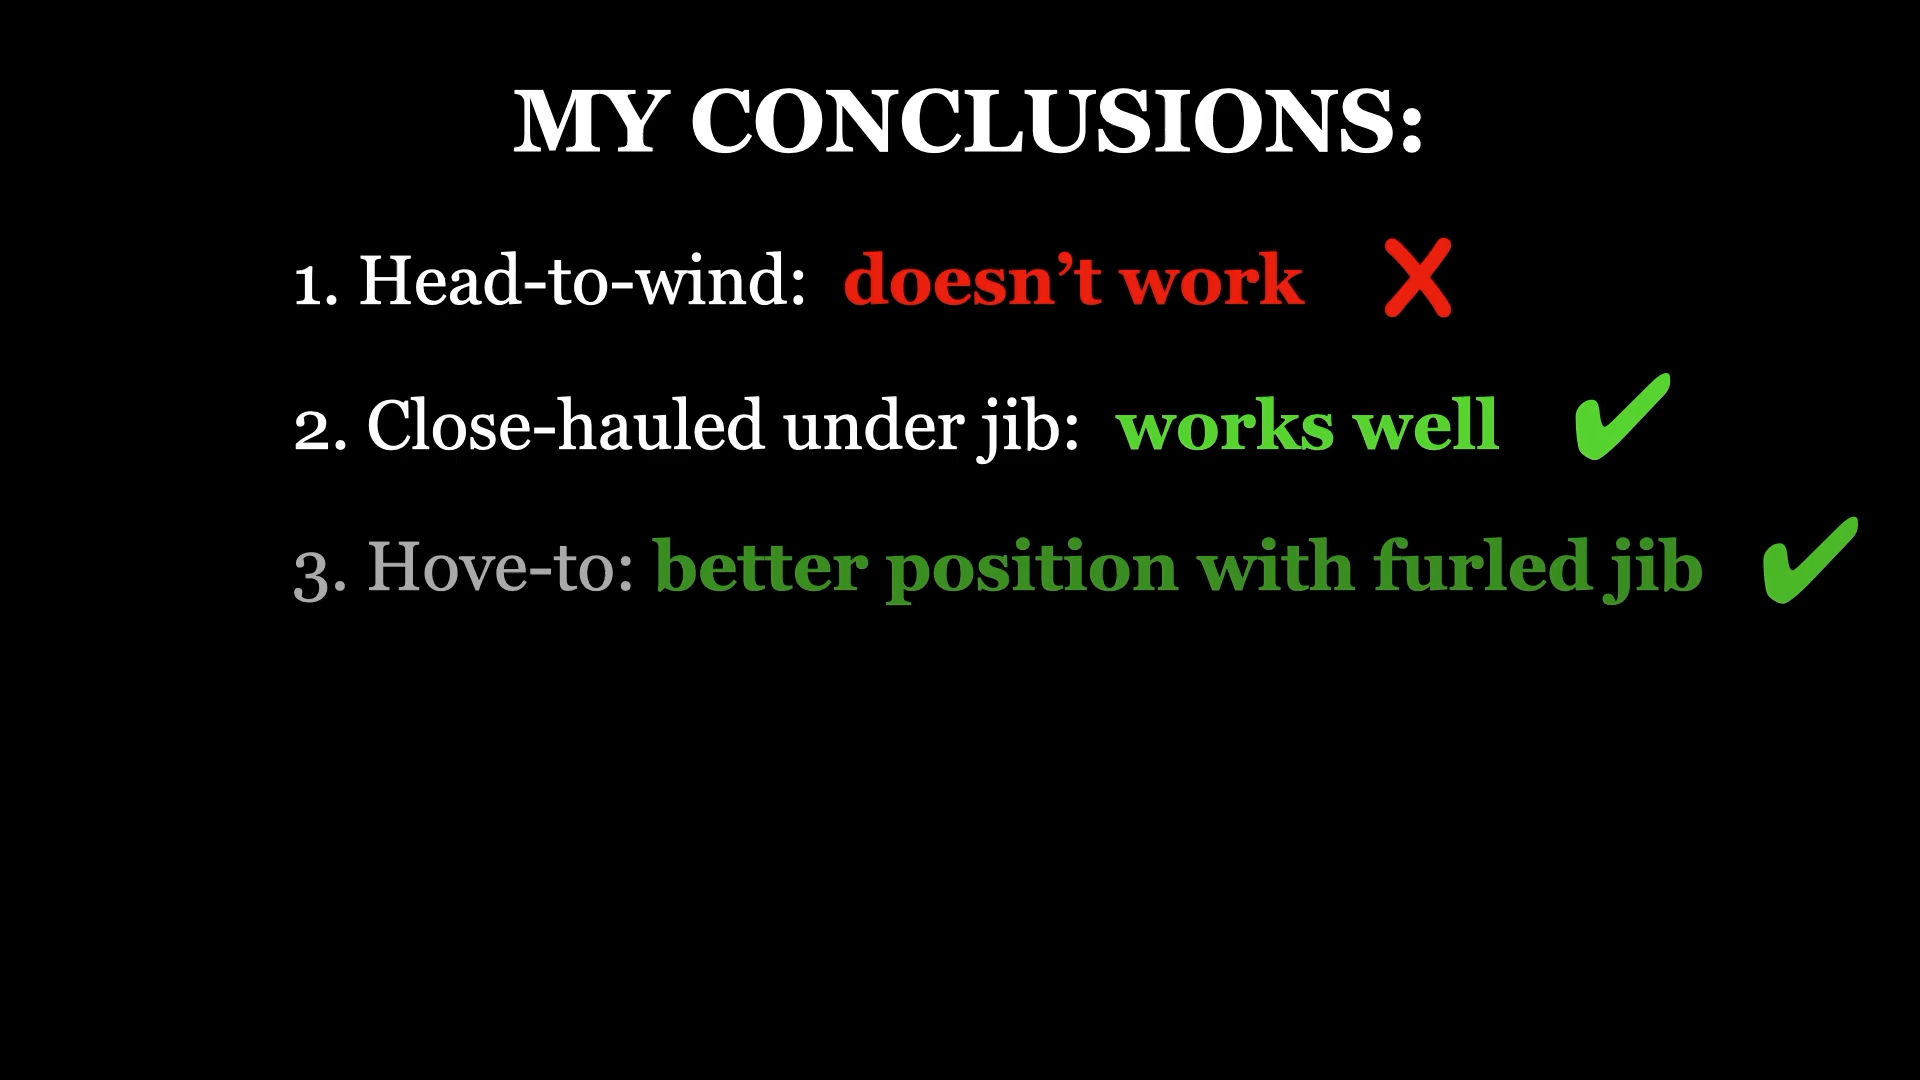 MY CONCLUSIONS:
1. Head-to-wind: doesn’t work ❌
2. Close-hauled under jib: works well ✔
3. Hove-to: better position with furled jib ✔